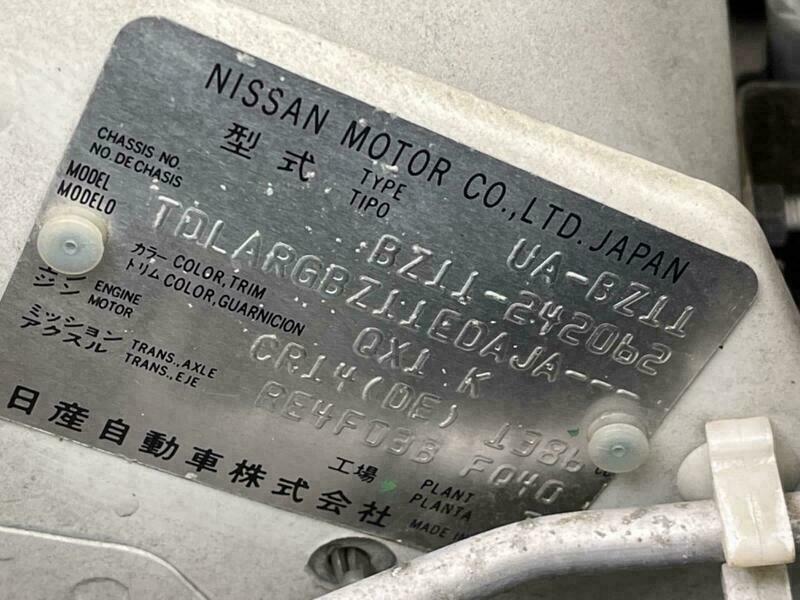 NISSAN MOTOR CO.,LTD. JAPAN
型式 TYPE TIPO UA-BZ11
CHASSIS NO. NO. DE CHASIS BZ11-242062
MODEL MODELO TDLARGBZ11EDAJA---
カラー トリム COLOR, TRIM COLOR, GUARNICION QX1 K
エンジン ENGINE MOTOR CR14(DE) 1386
ミッション アクスル TRANS., AXLE TRANS., EJE RE4F03B F040
工場 PLANT PLANTA
日産自動車株式会社 MADE IN